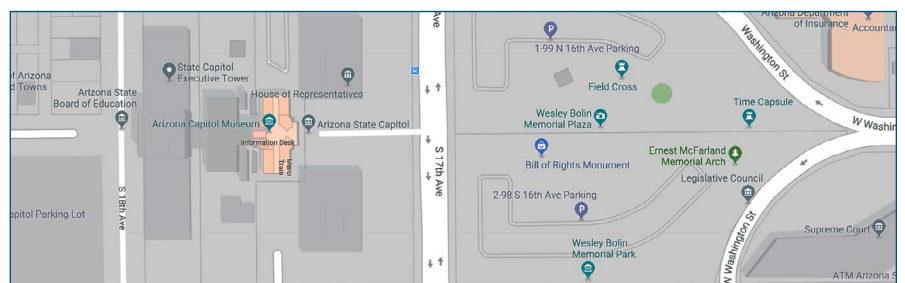 Arizona Department
of Insurance
Accountan
Ave
Washington St
1-99 N 16th Ave Parking
State Capitol
Executive Tower
of Arizona
d Towns
House of Representatives
Field Cross
Arizona State
Board of Education
Time Capsule
Wesley Bolin
Memorial Plaza
Arizona Capitol Museum
Arizona State Capitol
W Washin
Information Desk
Merci
Train
S 17th Ave
Ernest McFarland
Memorial Arch
Bill of Rights Monument
Legislative Council
S 18th Ave
2-98 S 16th Ave Parking
apitol Parking Lot
W Washington St
Supreme Court
Wesley Bolin
Memorial Park
ATM Arizona S